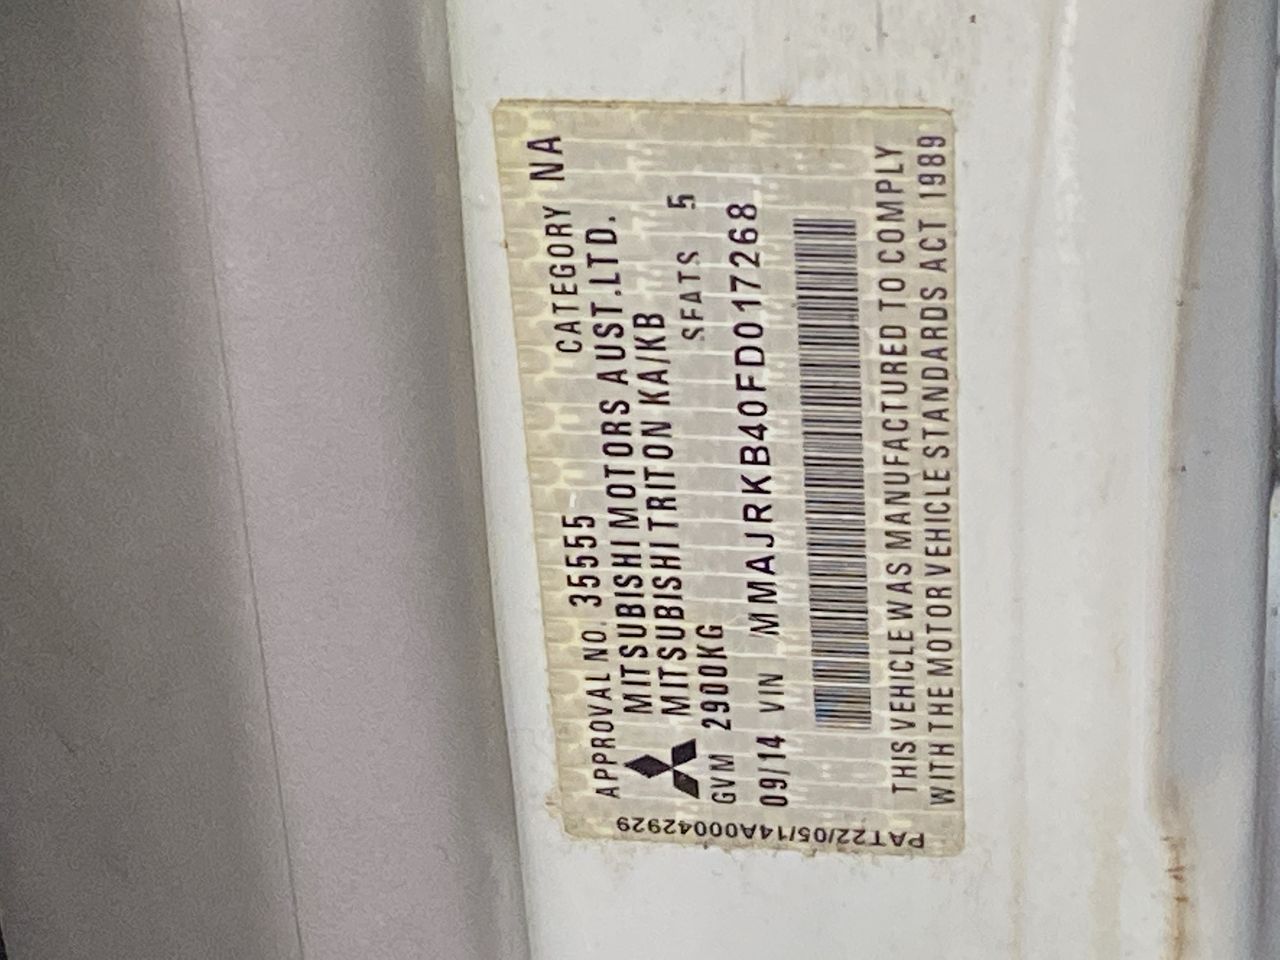 APPROVAL NO. 35555 CATEGORY NA
MITSUBISHI MOTORS AUST.LTD.
MITSUBISHI TRITON KA/KB
GVM 2900KG SEATS 5
09/14 VIN MMAJRKB40FD017268
THIS VEHICLE WAS MANUFACTURED TO COMPLY
WITH THE MOTOR VEHICLE STANDARDS ACT 1989
PAT22/05/14A00042929